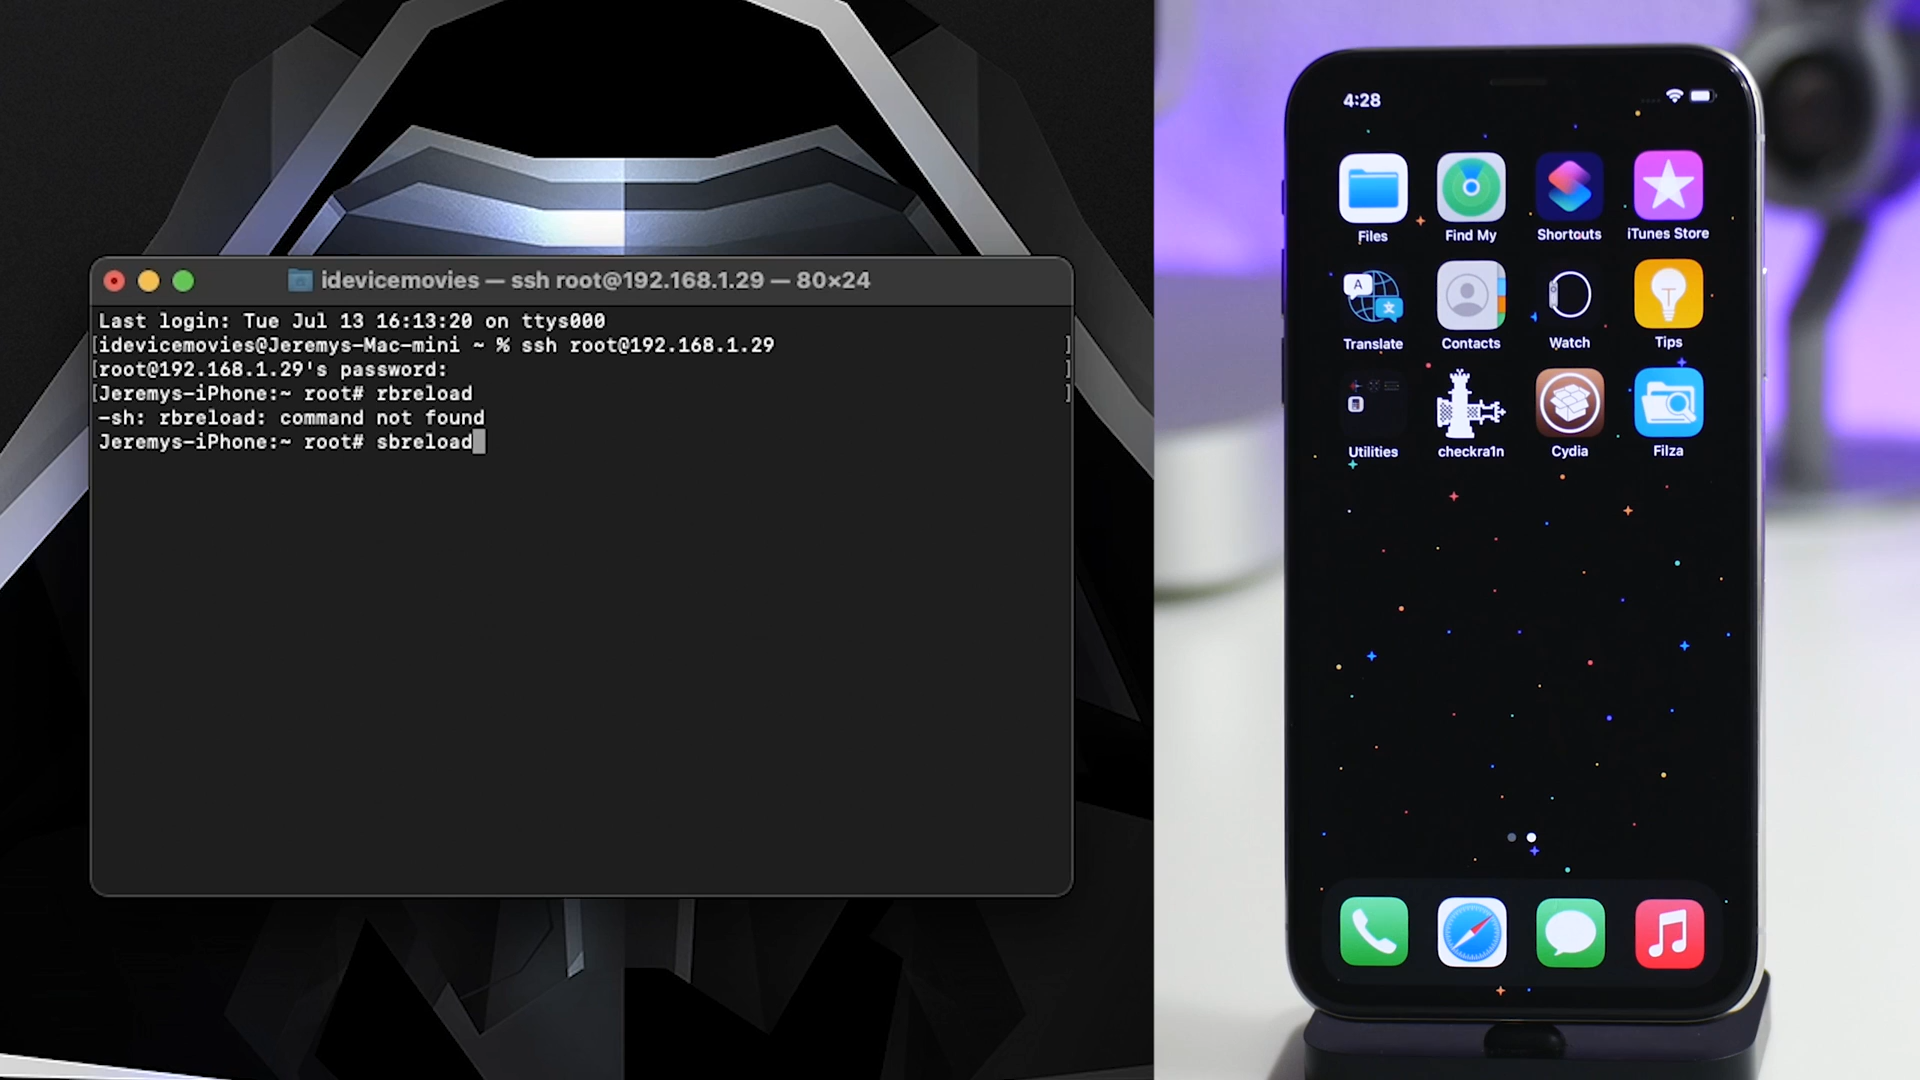 idevicemovies — ssh root@192.168.1.29 — 80×24
Last login: Tue Jul 13 16:13:20 on ttys000
[idevicemovies@Jeremys-Mac-mini ~ % ssh root@192.168.1.29 ]
[root@192.168.1.29's password: ]
[Jeremys-iPhone:~ root# rbreload ]
-sh: rbreload: command not found
Jeremys-iPhone:~ root# sbreload
4:28
Files Find My Shortcuts iTunes Store
A
Translate Contacts Watch Tips
Utilities checkra1n Cydia Filza